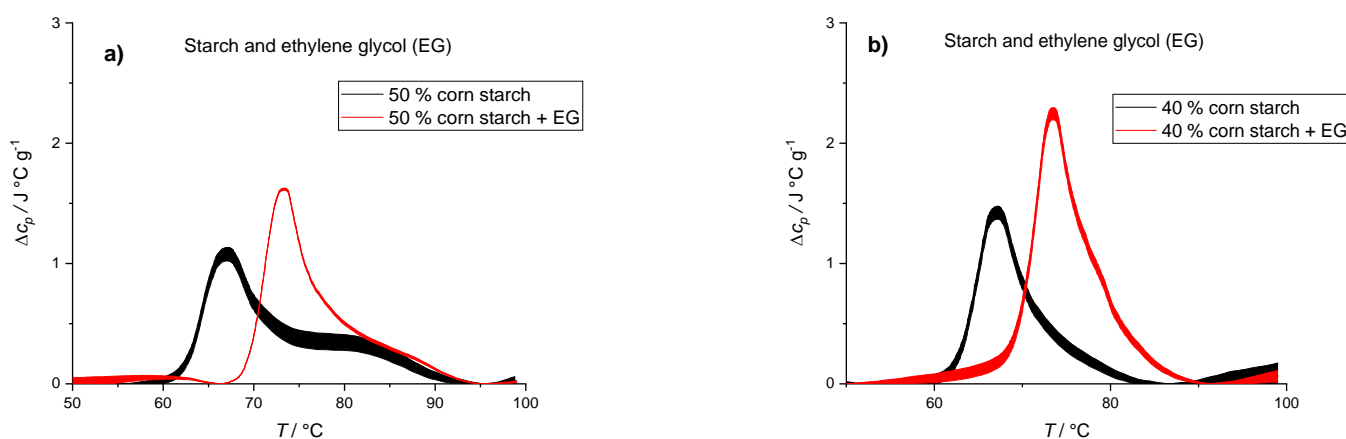 a)
Starch and ethylene glycol (EG)
50 % corn starch
50 % corn starch + EG
Δcp / J °C g-1
3
2
1
0
50
60
70
80
90
100
T / °C
b)
Starch and ethylene glycol (EG)
40 % corn starch
40 % corn starch + EG
Δcp / J °C g-1
3
2
1
0
60
80
100
T / °C